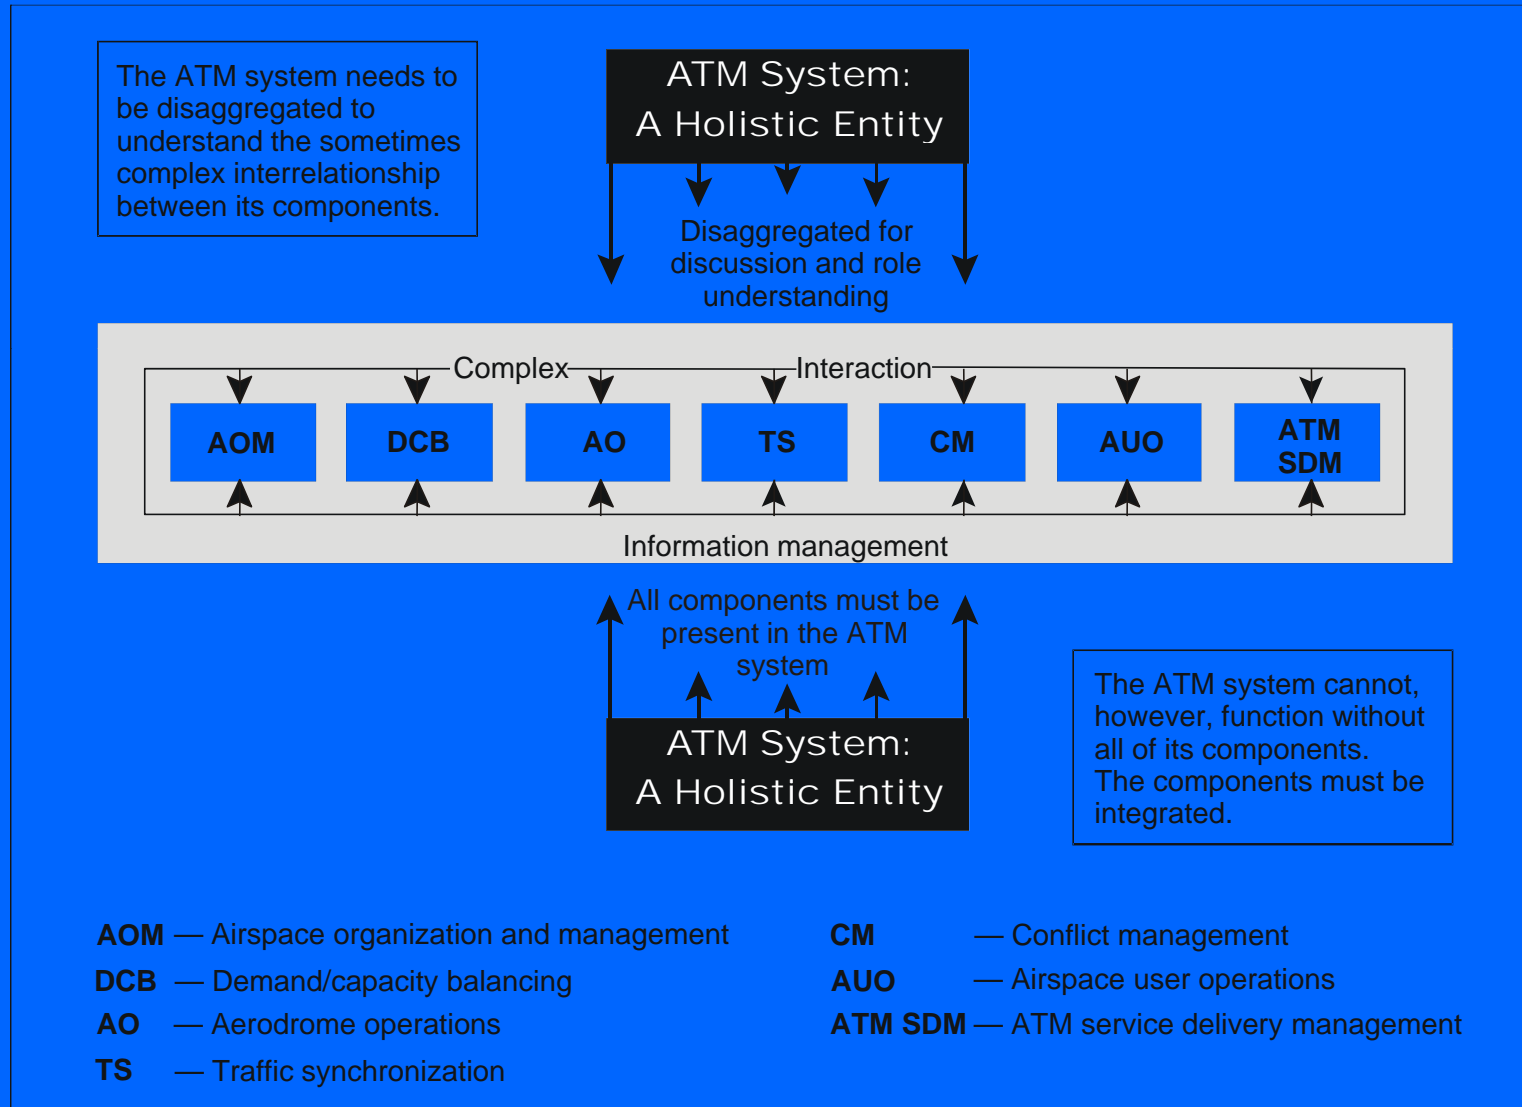 The ATM system needs to
be disaggregated to
understand the sometimes
complex interrelationship
between its components.
ATM System:
A Holistic Entity
Disaggregated for
discussion and role
understanding
Complex Interaction
AOM DCB AO TS CM AUO ATM SDM
Information management
All components must be
present in the ATM
system
ATM System:
A Holistic Entity
The ATM system cannot,
however, function without
all of its components.
The components must be
integrated.
AOM — Airspace organization and management
DCB — Demand/capacity balancing
AO — Aerodrome operations
TS — Traffic synchronization
CM — Conflict management
AUO — Airspace user operations
ATM SDM — ATM service delivery management